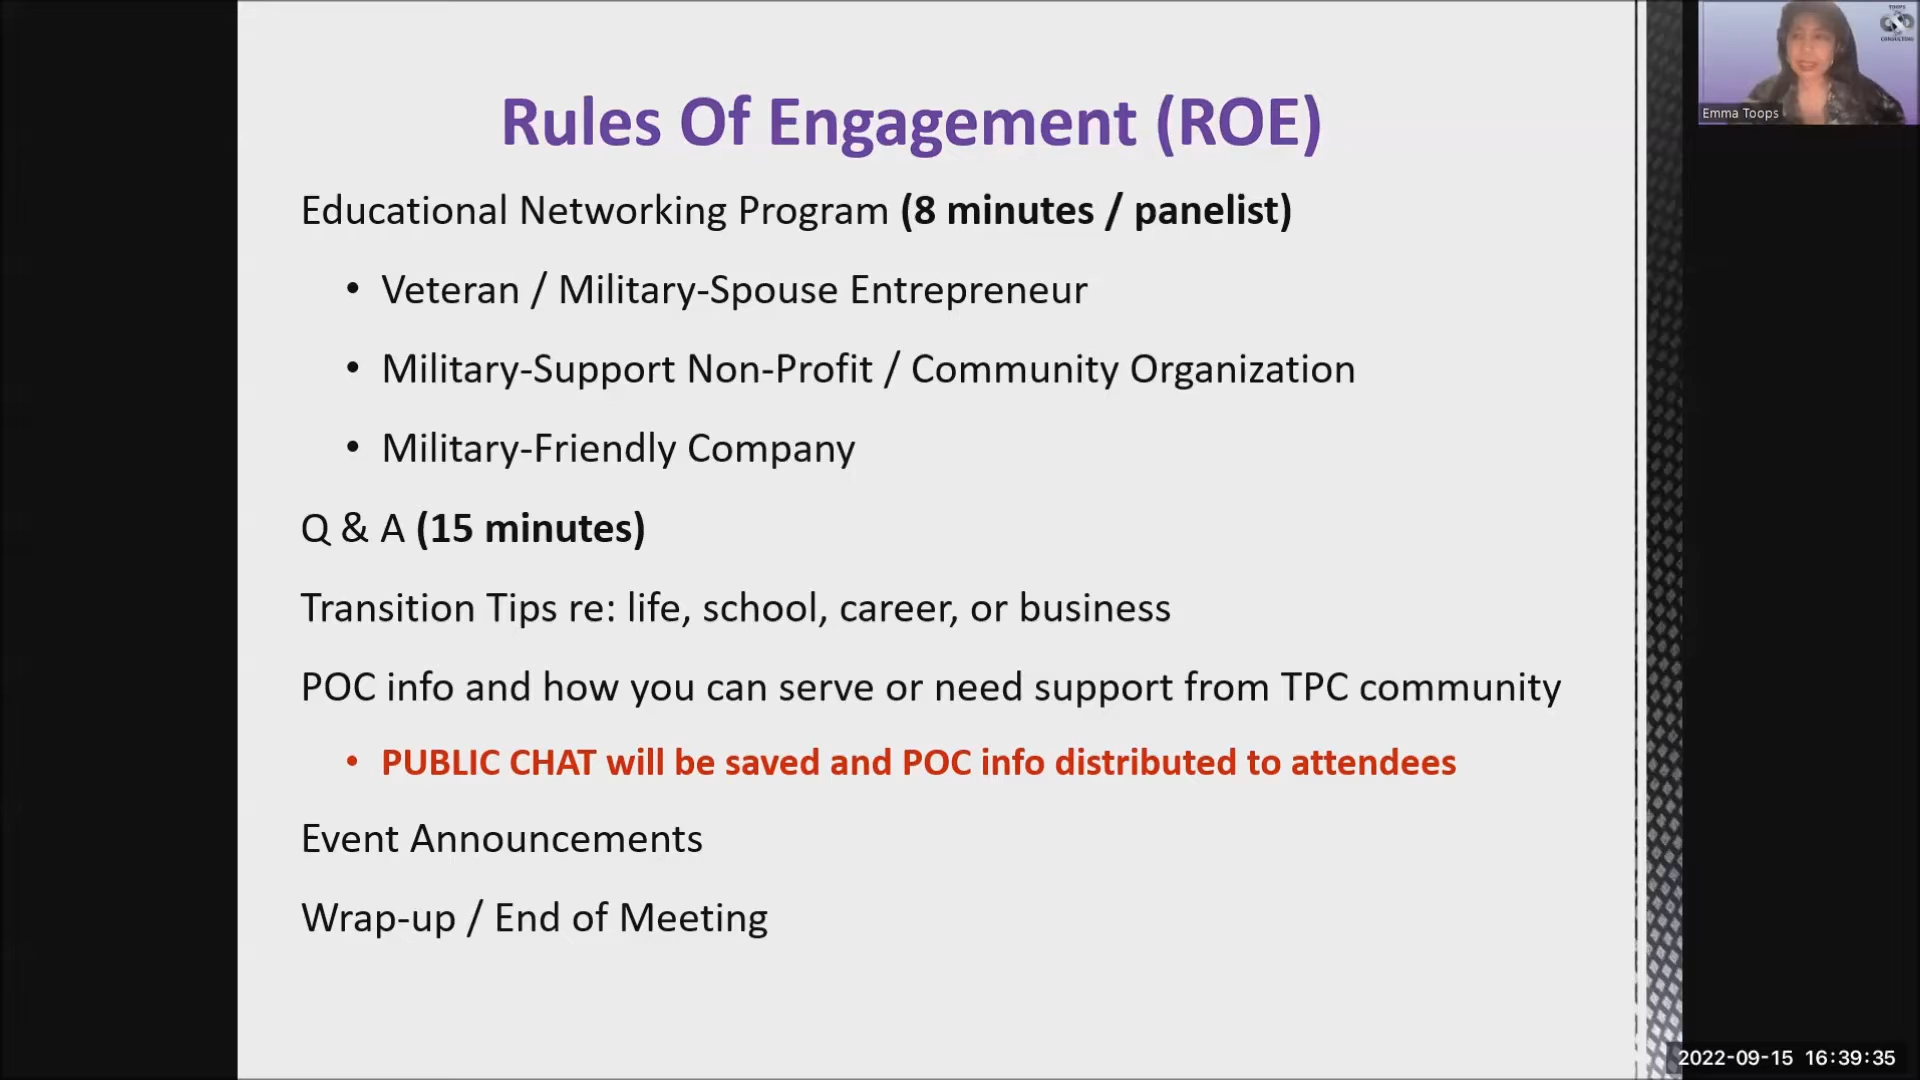 Rules Of Engagement (ROE)
Educational Networking Program (8 minutes / panelist)
• Veteran / Military-Spouse Entrepreneur
• Military-Support Non-Profit / Community Organization
• Military-Friendly Company
Q & A (15 minutes)
Transition Tips re: life, school, career, or business
POC info and how you can serve or need support from TPC community
• PUBLIC CHAT will be saved and POC info distributed to attendees
Event Announcements
Wrap-up / End of Meeting
TOOPS
CONSULTING
Emma Toops
2022-09-15 16:39:35